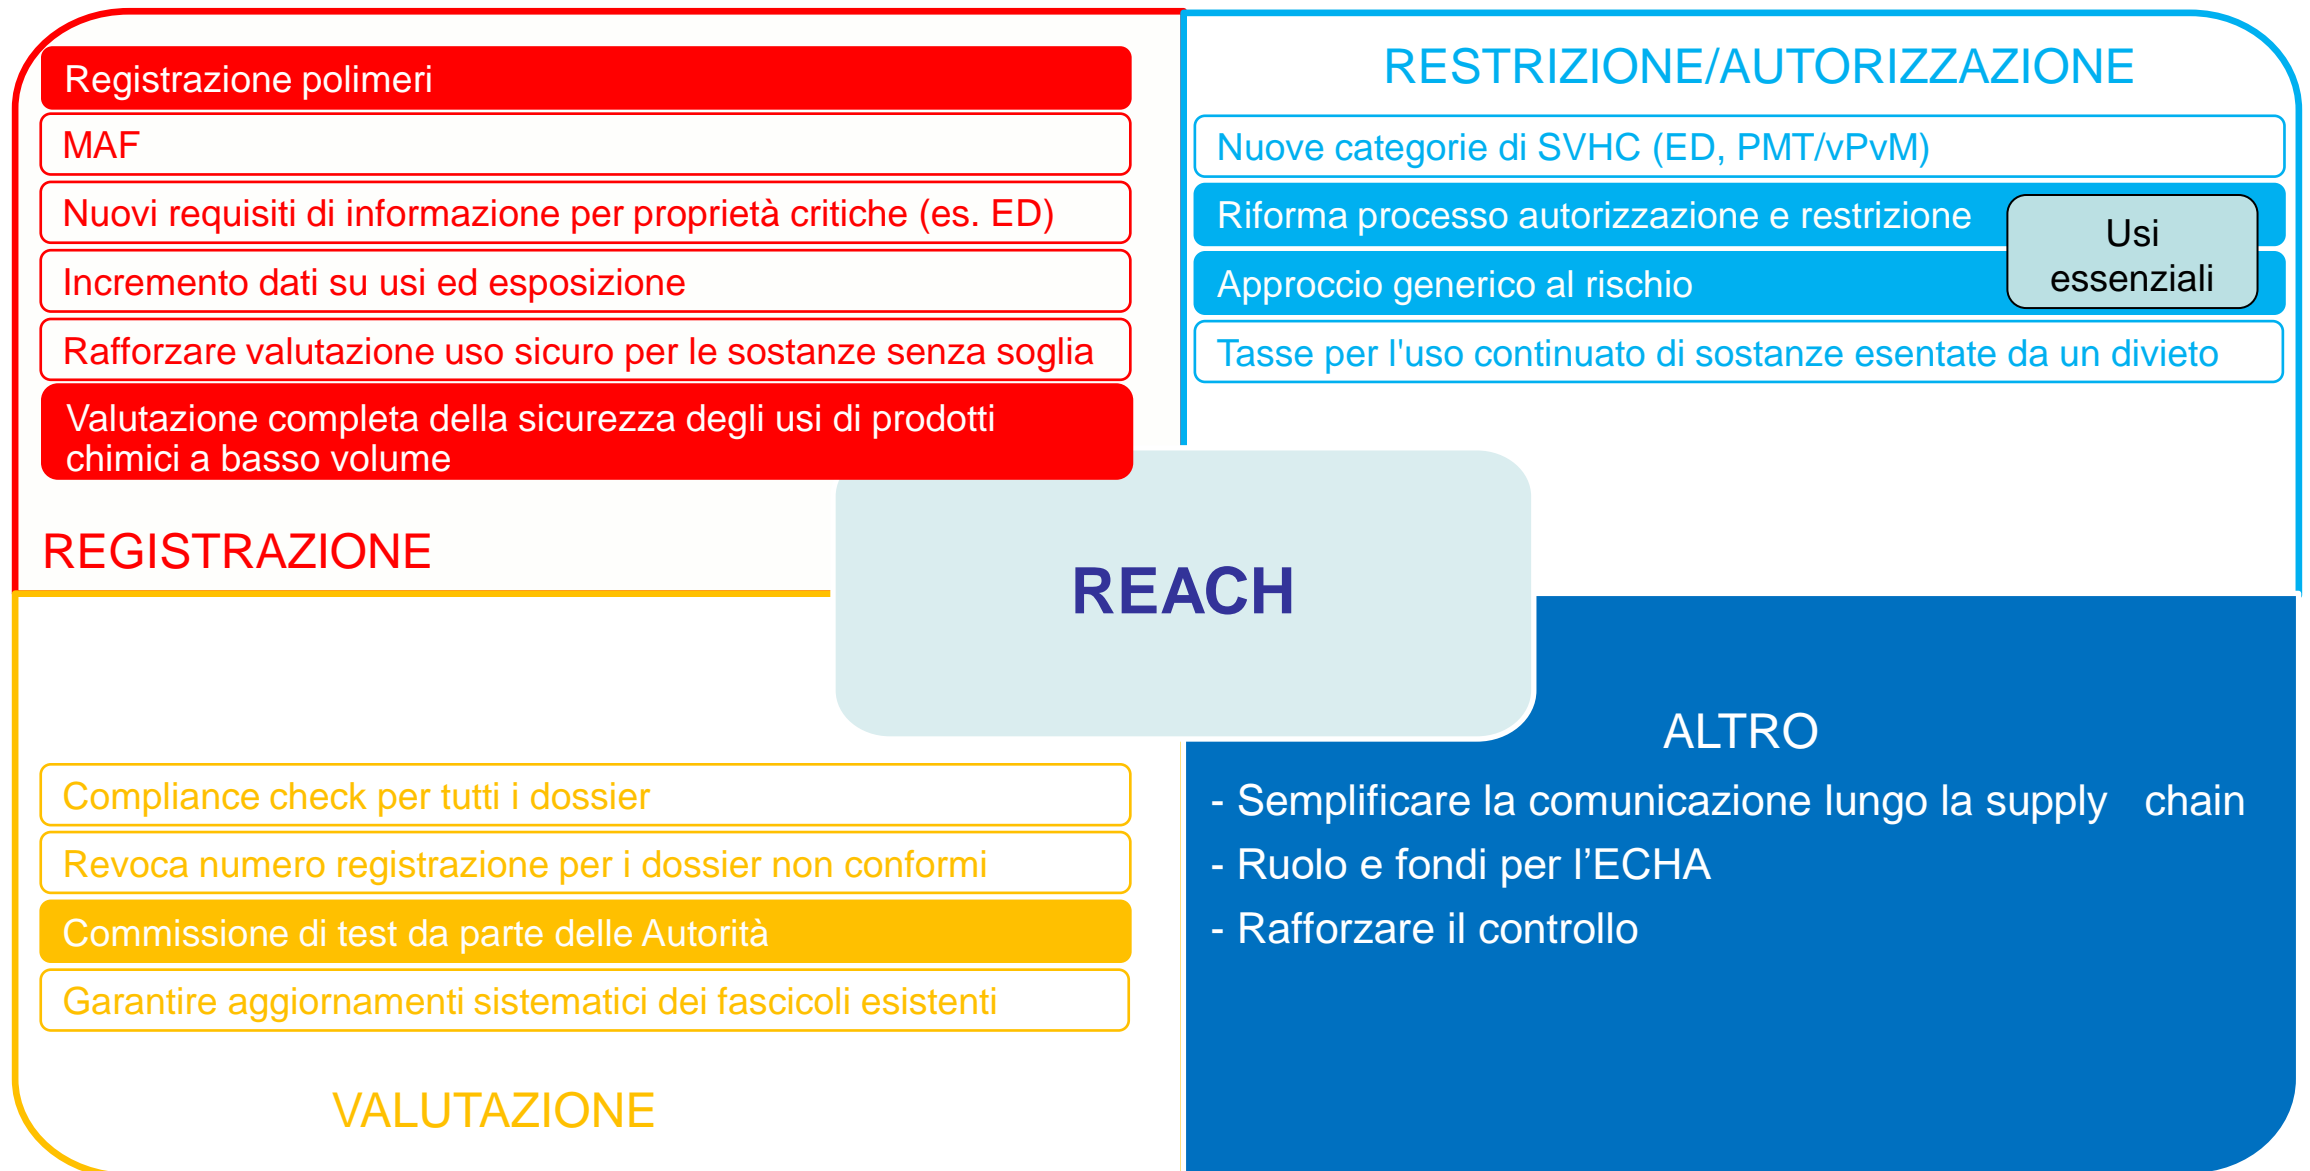 Registrazione polimeri
MAF
Nuovi requisiti di informazione per proprietà critiche (es. ED)
Incremento dati su usi ed esposizione
Rafforzare valutazione uso sicuro per le sostanze senza soglia
Valutazione completa della sicurezza degli usi di prodotti
chimici a basso volume
REGISTRAZIONE
RESTRIZIONE/AUTORIZZAZIONE
Nuove categorie di SVHC (ED, PMT/vPvM)
Riforma processo autorizzazione e restrizione
Approccio generico al rischio
Usi
essenziali
Tasse per l'uso continuato di sostanze esentate da un divieto
REACH
Compliance check per tutti i dossier
Revoca numero registrazione per i dossier non conformi
Commissione di test da parte delle Autorità
Garantire aggiornamenti sistematici dei fascicoli esistenti
VALUTAZIONE
ALTRO
- Semplificare la comunicazione lungo la supply chain
- Ruolo e fondi per l’ECHA
- Rafforzare il controllo